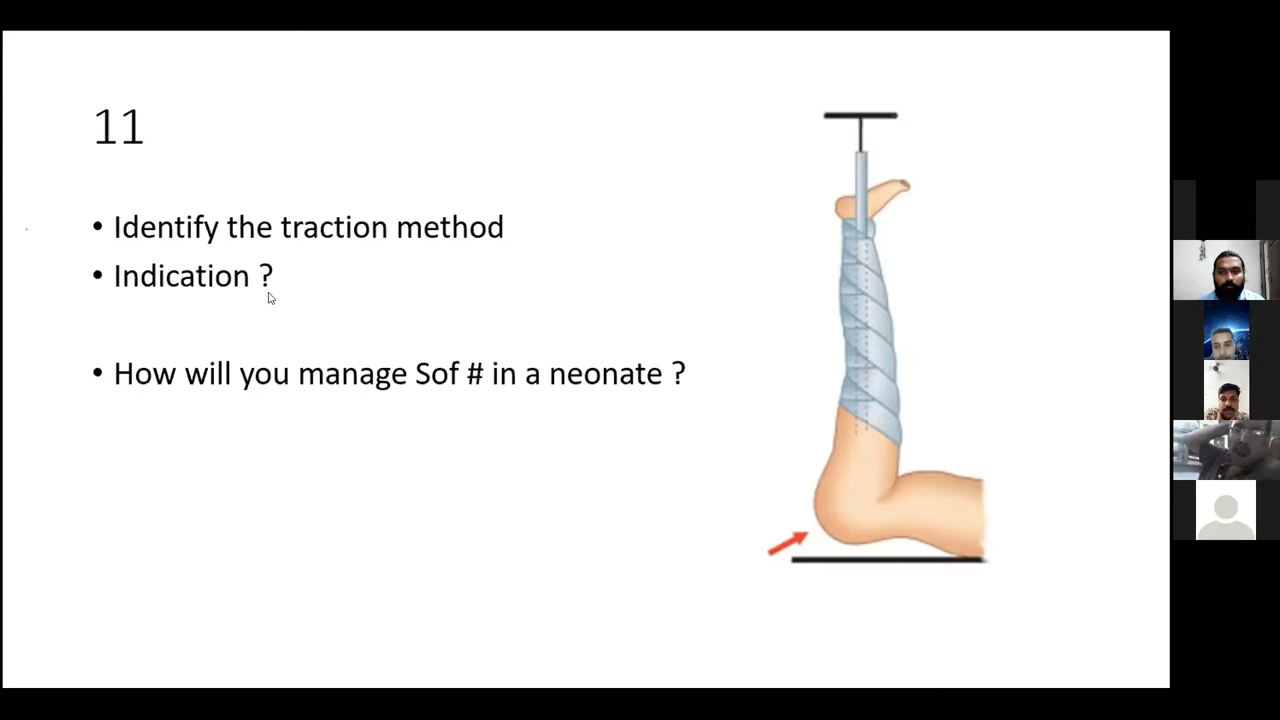 11
• Identify the traction method
• Indication ?
• How will you manage Sof # in a neonate ?